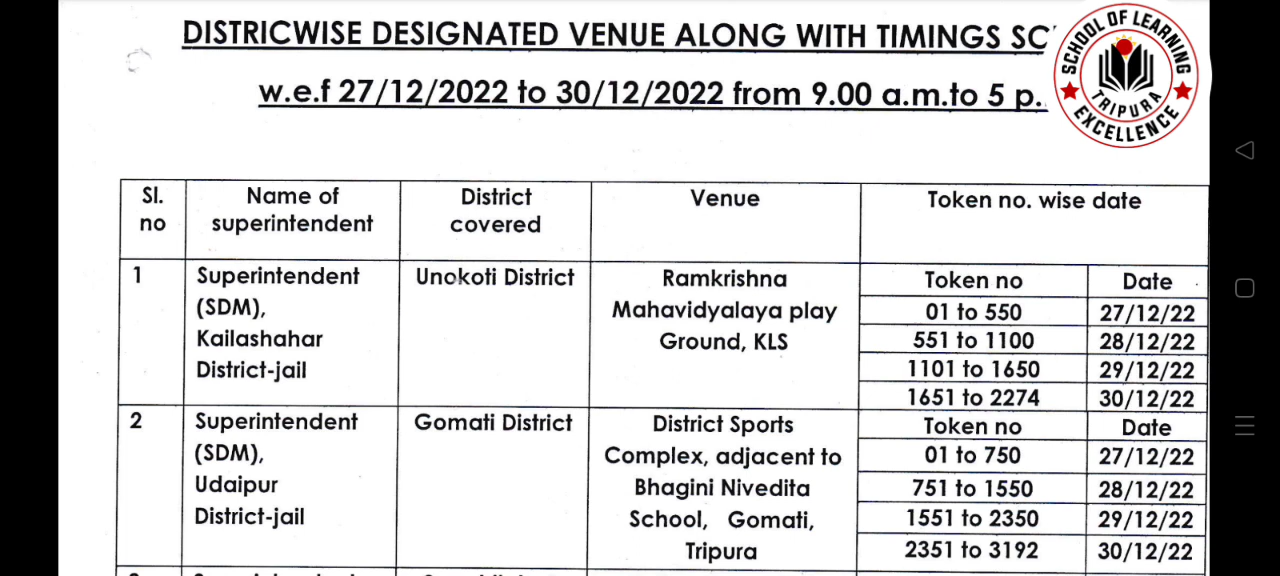 DISTRICWISE DESIGNATED VENUE ALONG WITH TIMINGS SC
w.e.f 27/12/2022 to 30/12/2022 from 9.00 a.m.to 5 p.
SCHOOL OF LEARNING
TRIPURA
EXCELLENCE
Sl. no
Name of superintendent
District covered
Venue
Token no. wise date
1
Superintendent
(SDM),
Kailashahar
District-jail
Unokoti District
Ramkrishna
Mahavidyalaya play
Ground, KLS
Token no Date
01 to 550 27/12/22
551 to 1100 28/12/22
1101 to 1650 29/12/22
1651 to 2274 30/12/22
2
Superintendent
(SDM),
Udaipur
District-jail
Gomati District
District Sports
Complex, adjacent to
Bhagini Nivedita
School, Gomati,
Tripura
Token no Date
01 to 750 27/12/22
751 to 1550 28/12/22
1551 to 2350 29/12/22
2351 to 3192 30/12/22